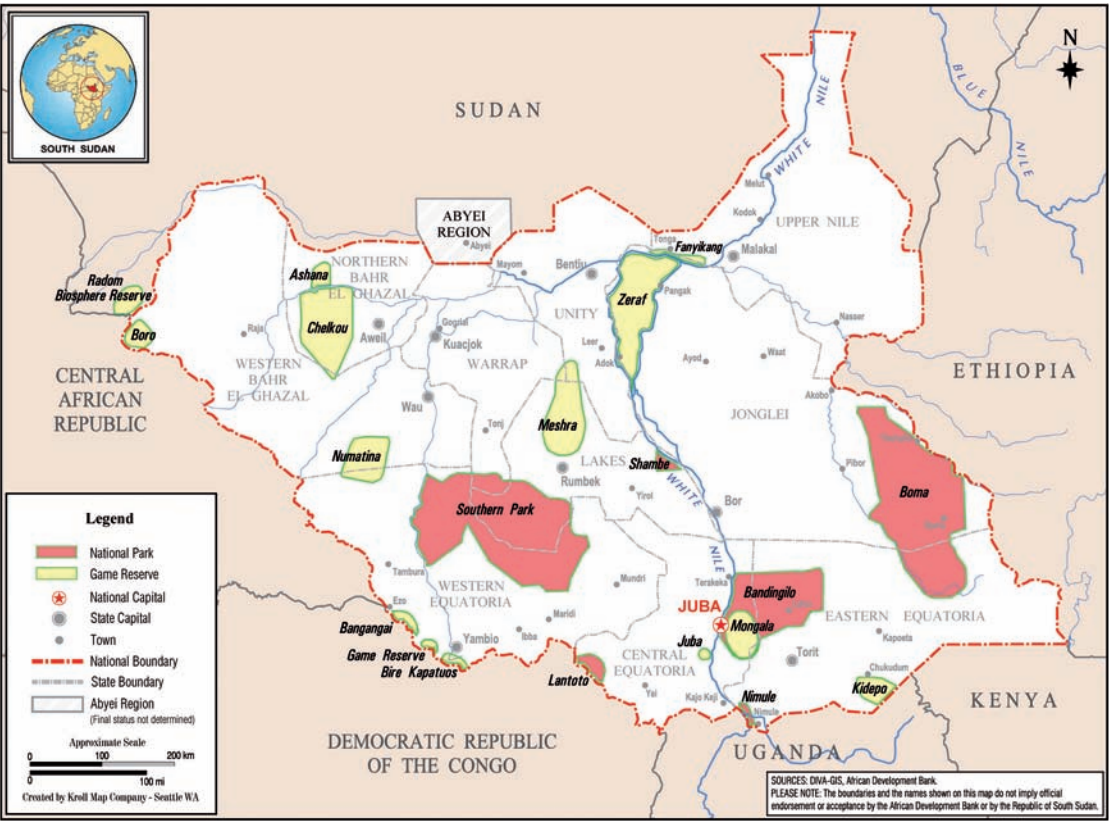 SOUTH SUDAN
N
SUDAN
BLUE
NILE
NILE
WHITE
Melut
Kodok
UPPER NILE
ABYEI
REGION
Abyei
Tonga
Fanyikang
Malakal
Mayom
Bentiu
Radom
Biosphere Reserve
Ashana
NORTHERN
BAHR
EL GHAZAL
Zeraf
Pangak
Boro
Raja
Chelkou
Aweil
Gogrial
Kuacjok
UNITY
Nasser
Leer
Adok
Ayod
Waat
WESTERN
BAHR
EL GHAZAL
WARRAP
CENTRAL
AFRICAN
REPUBLIC
ETHIOPIA
Akobo
Wau
JONGLEI
Meshra
Tonj
Numatina
LAKES
Shambe
Rumbek
Pibor
WHITE
Yirol
Boma
Southern Park
Bor
NILE
Legend
National Park
Game Reserve
National Capital
State Capital
Town
National Boundary
State Boundary
Abyei Region
(Final status not determined)
Approximate Scale
0 100 200 km
0 100 mi
Created by Kroll Map Company - Seattle WA
Tambura
WESTERN
EQUATORIA
Mundri
Terakeka
Bandingilo
Ezo
Maridi
JUBA
Mongala
EASTERN EQUATORIA
Bangangai
Ibba
Yambio
Kapoeta
Game Reserve
Bire Kapatuos
Juba
CENTRAL
EQUATORIA
Torit
Lantoto
Yai
Chukudum
Kidepo
Kajo Keji
Nimule
Nimule
KENYA
DEMOCRATIC REPUBLIC
OF THE CONGO
UGANDA
SOURCES: DIVA-GIS, African Development Bank.
PLEASE NOTE: The boundaries and the names shown on this map do not imply official
endorsement or acceptance by the African Development Bank or by the Republic of South Sudan.